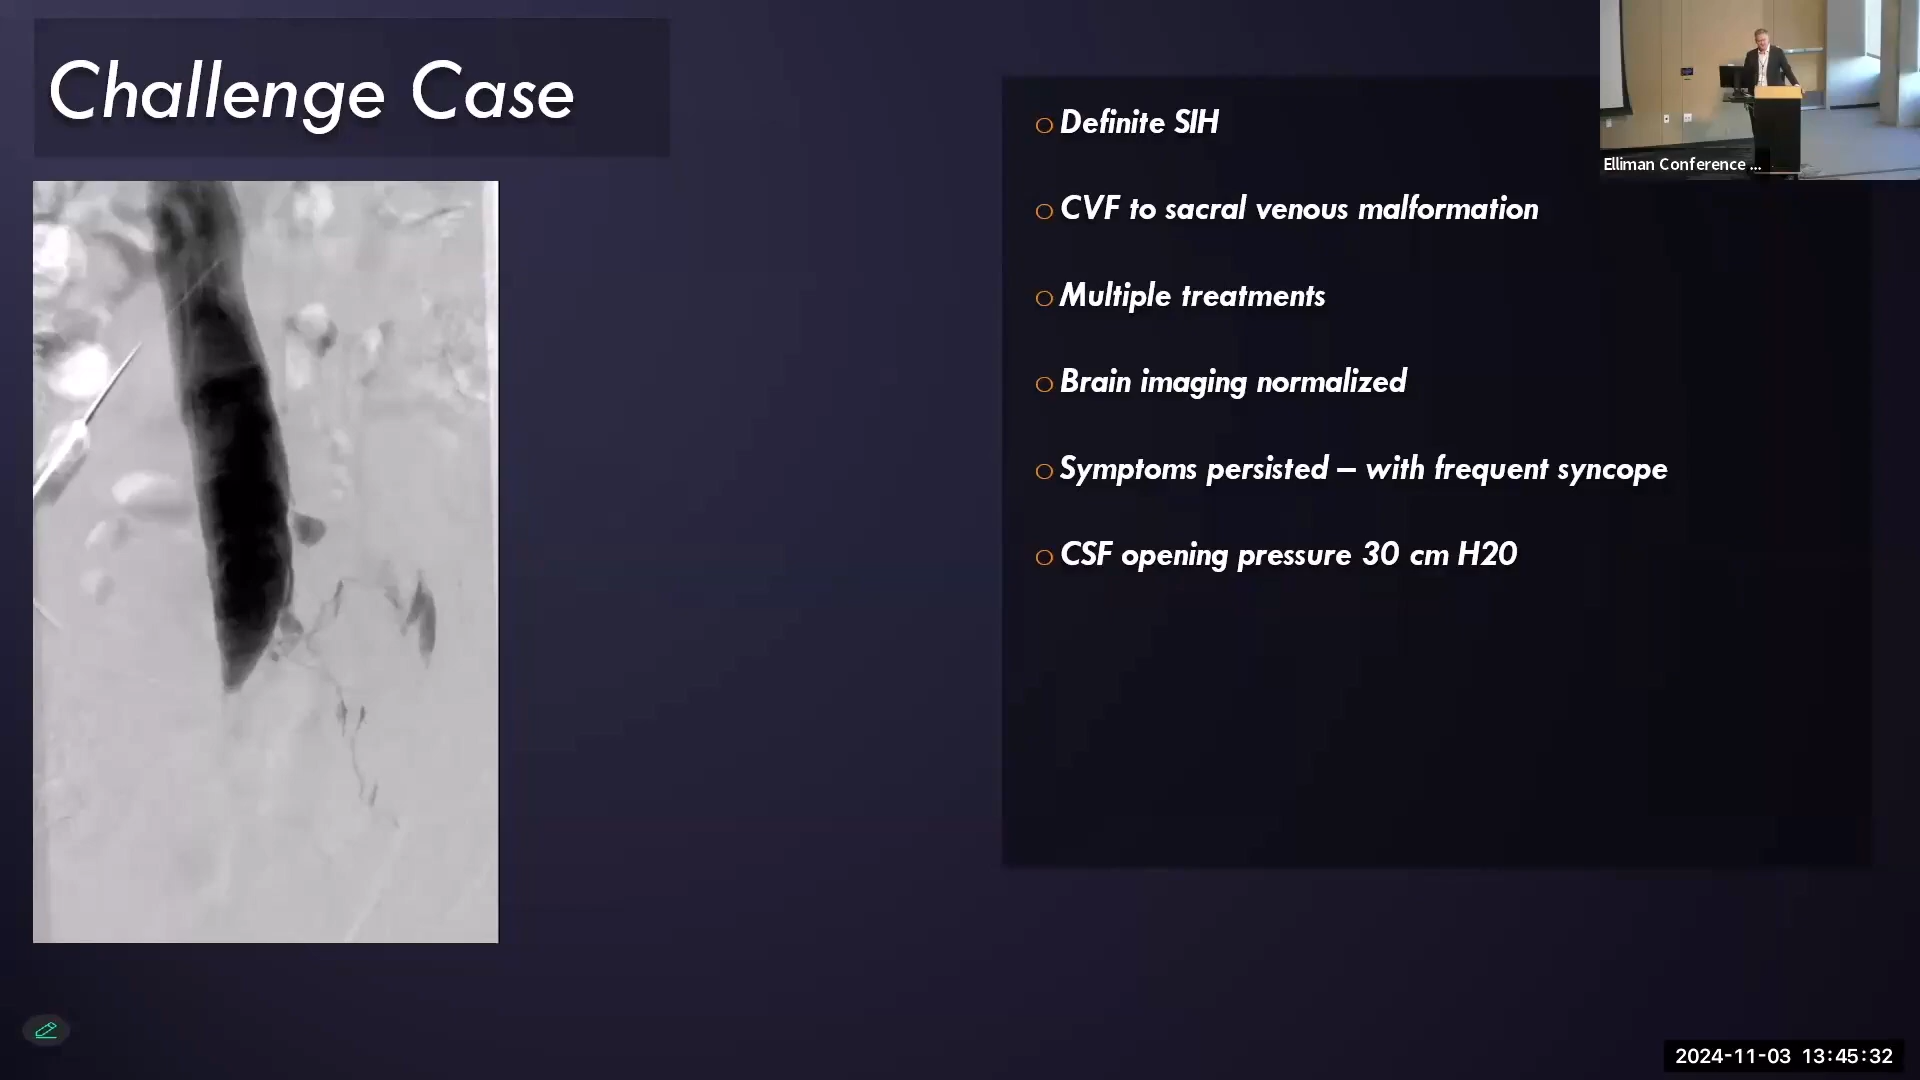 Challenge Case
Definite SIH
CVF to sacral venous malformation
Multiple treatments
Brain imaging normalized
Symptoms persisted – with frequent syncope
CSF opening pressure 30 cm H20
Elliman Conference ...
2024-11-03 13:45:32